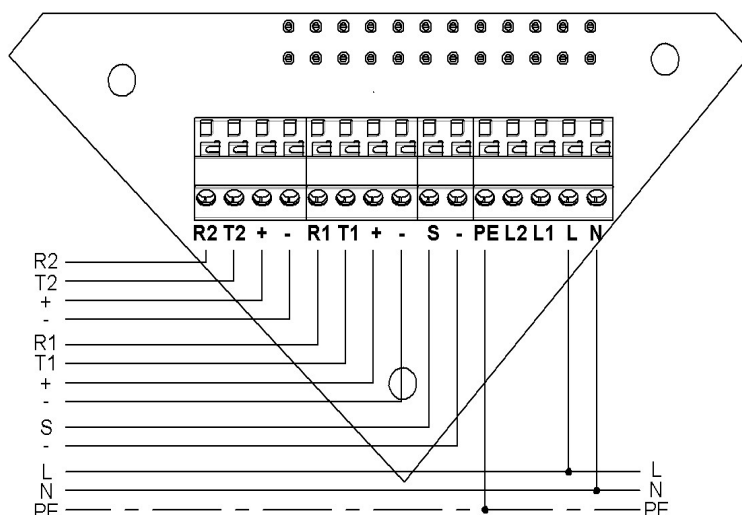 R2 T2 + - R1 T1 + - S - PE L2 L1 L N
R2
T2
+
-
R1
T1
+
-
S
-
L L
N N
PE PE